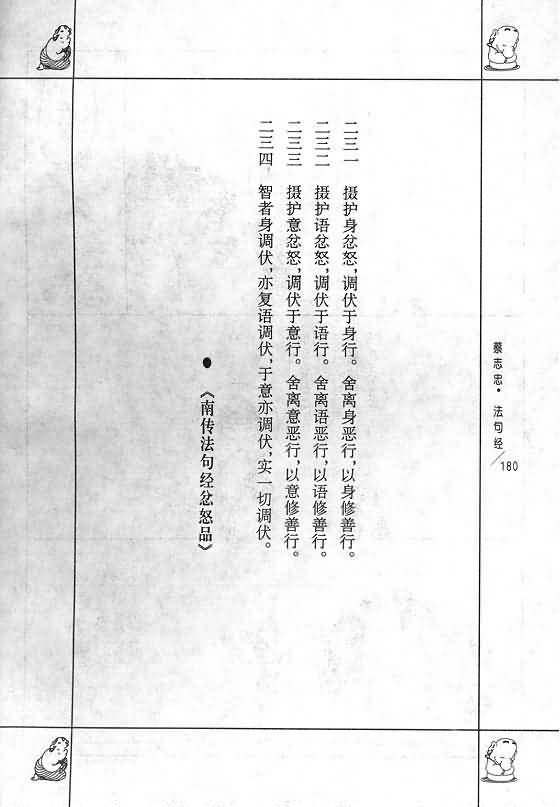 二三一 摄护身忿怒，调伏于身行。舍离身恶行，以身修善行。
二三二 摄护语忿怒，调伏于语行。舍离语恶行，以语修善行。
二三三 摄护意忿怒，调伏于意行。舍离意恶行，以意修善行。
二三四 智者身调伏，亦复语调伏，于意亦调伏，实一切调伏。
●《南传法句经忿怒品》
蔡志忠·法句经/180